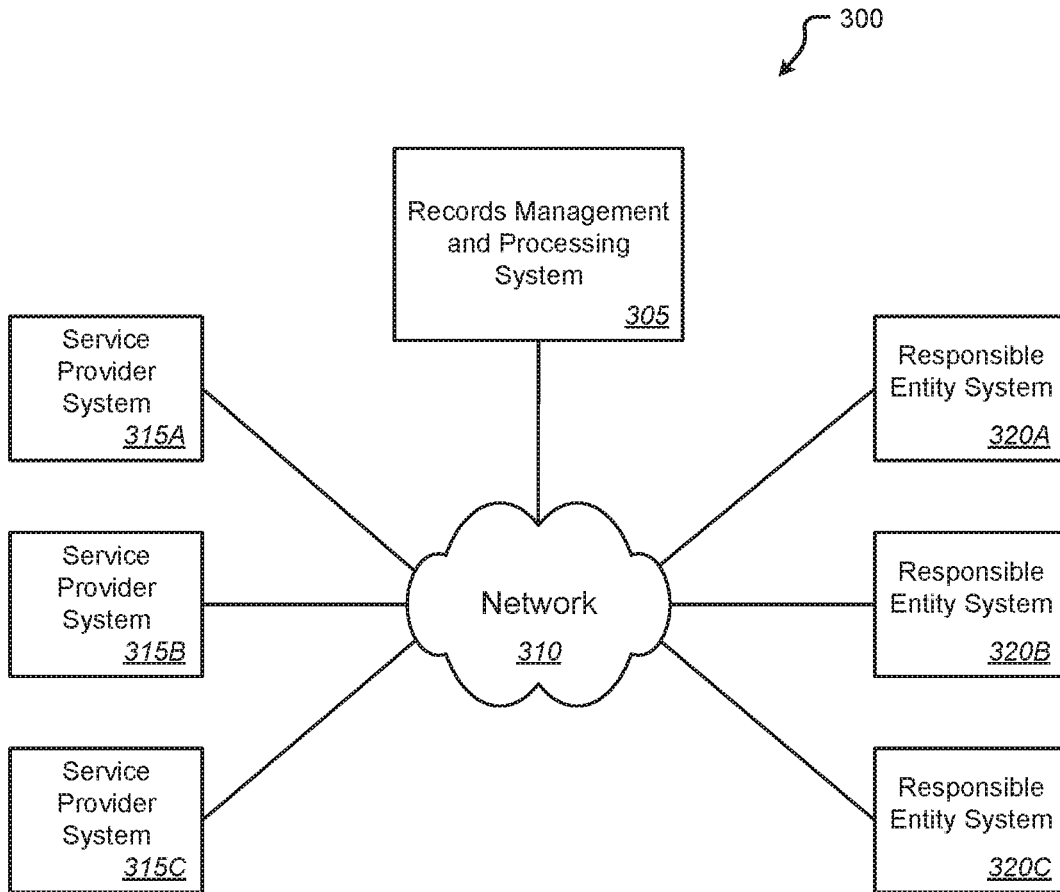 300
Records Management
and Processing
System
305
Service
Provider
System
315A
Responsible
Entity System
320A
Service
Provider
System
315B
Network
310
Responsible
Entity System
320B
Service
Provider
System
315C
Responsible
Entity System
320C